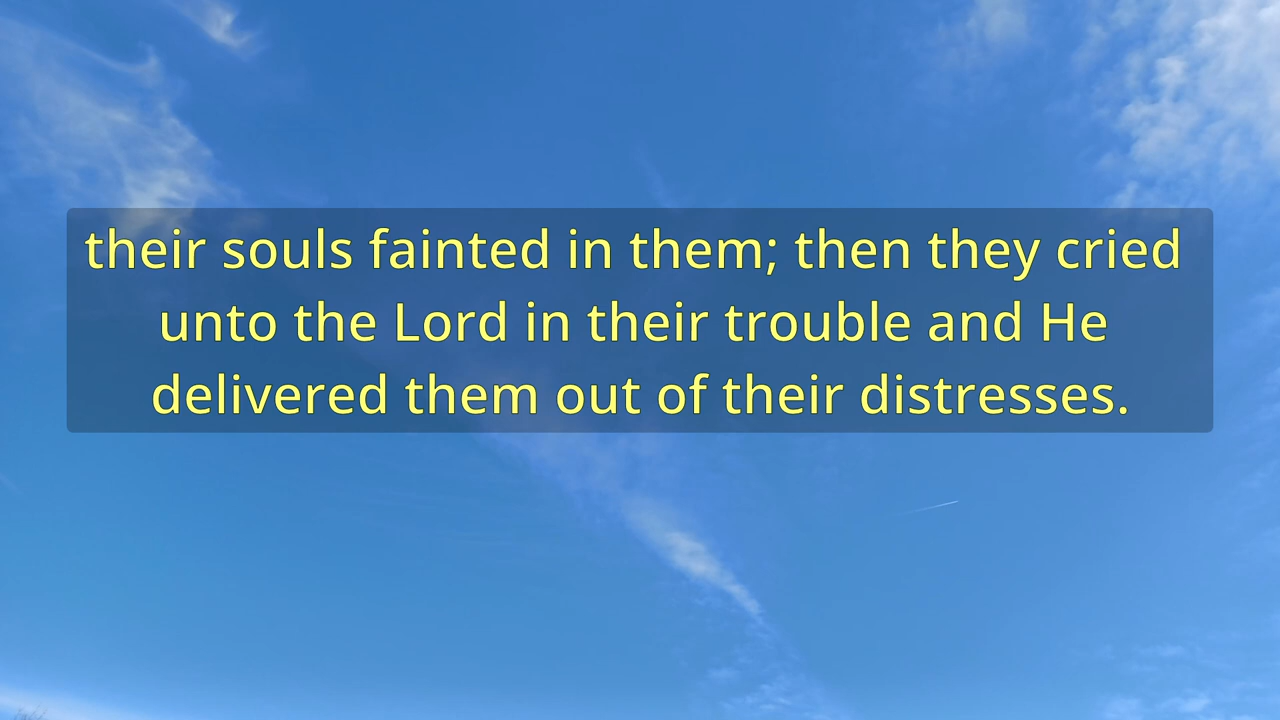 their souls fainted in them; then they cried
unto the Lord in their trouble and He
delivered them out of their distresses.